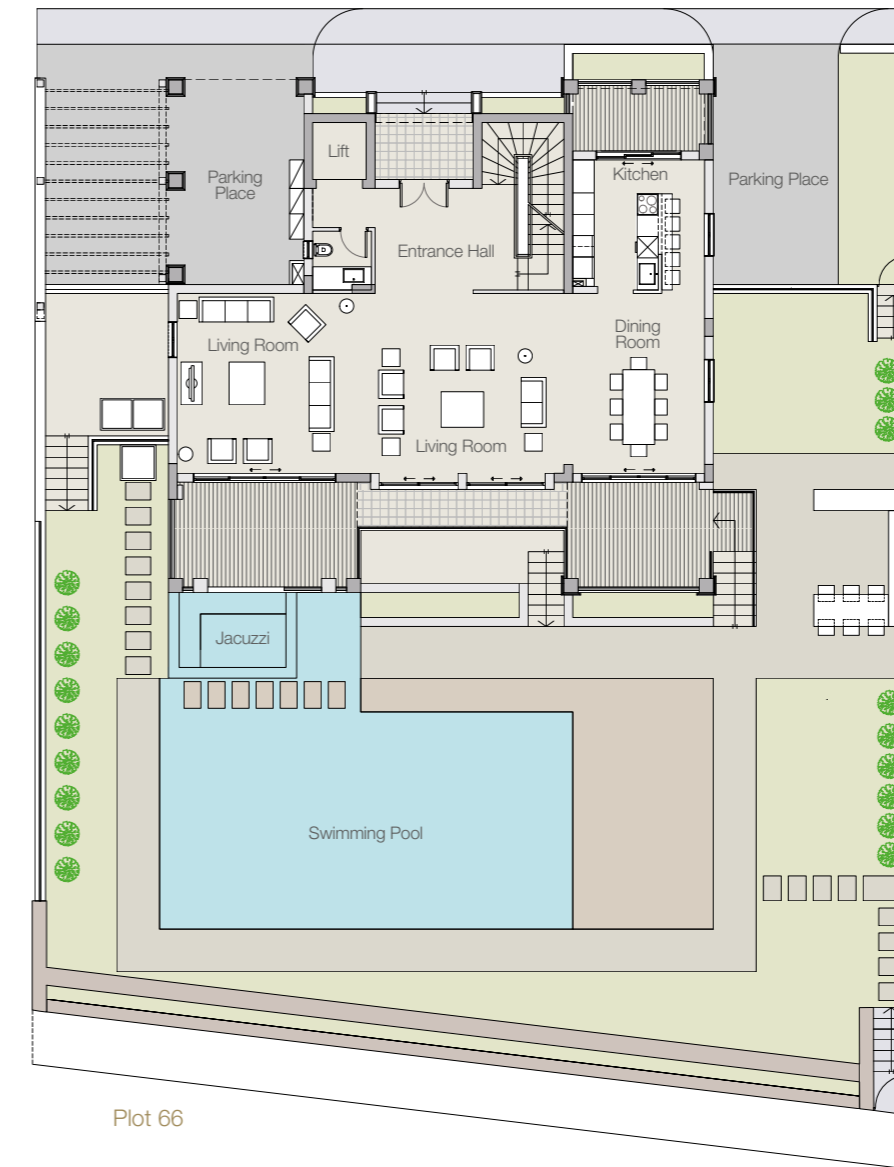 Lift
Parking
Place
Kitchen
Parking Place
Entrance Hall
Dining
Room
Living Room
Living Room
Jacuzzi
Swimming Pool
Plot 66